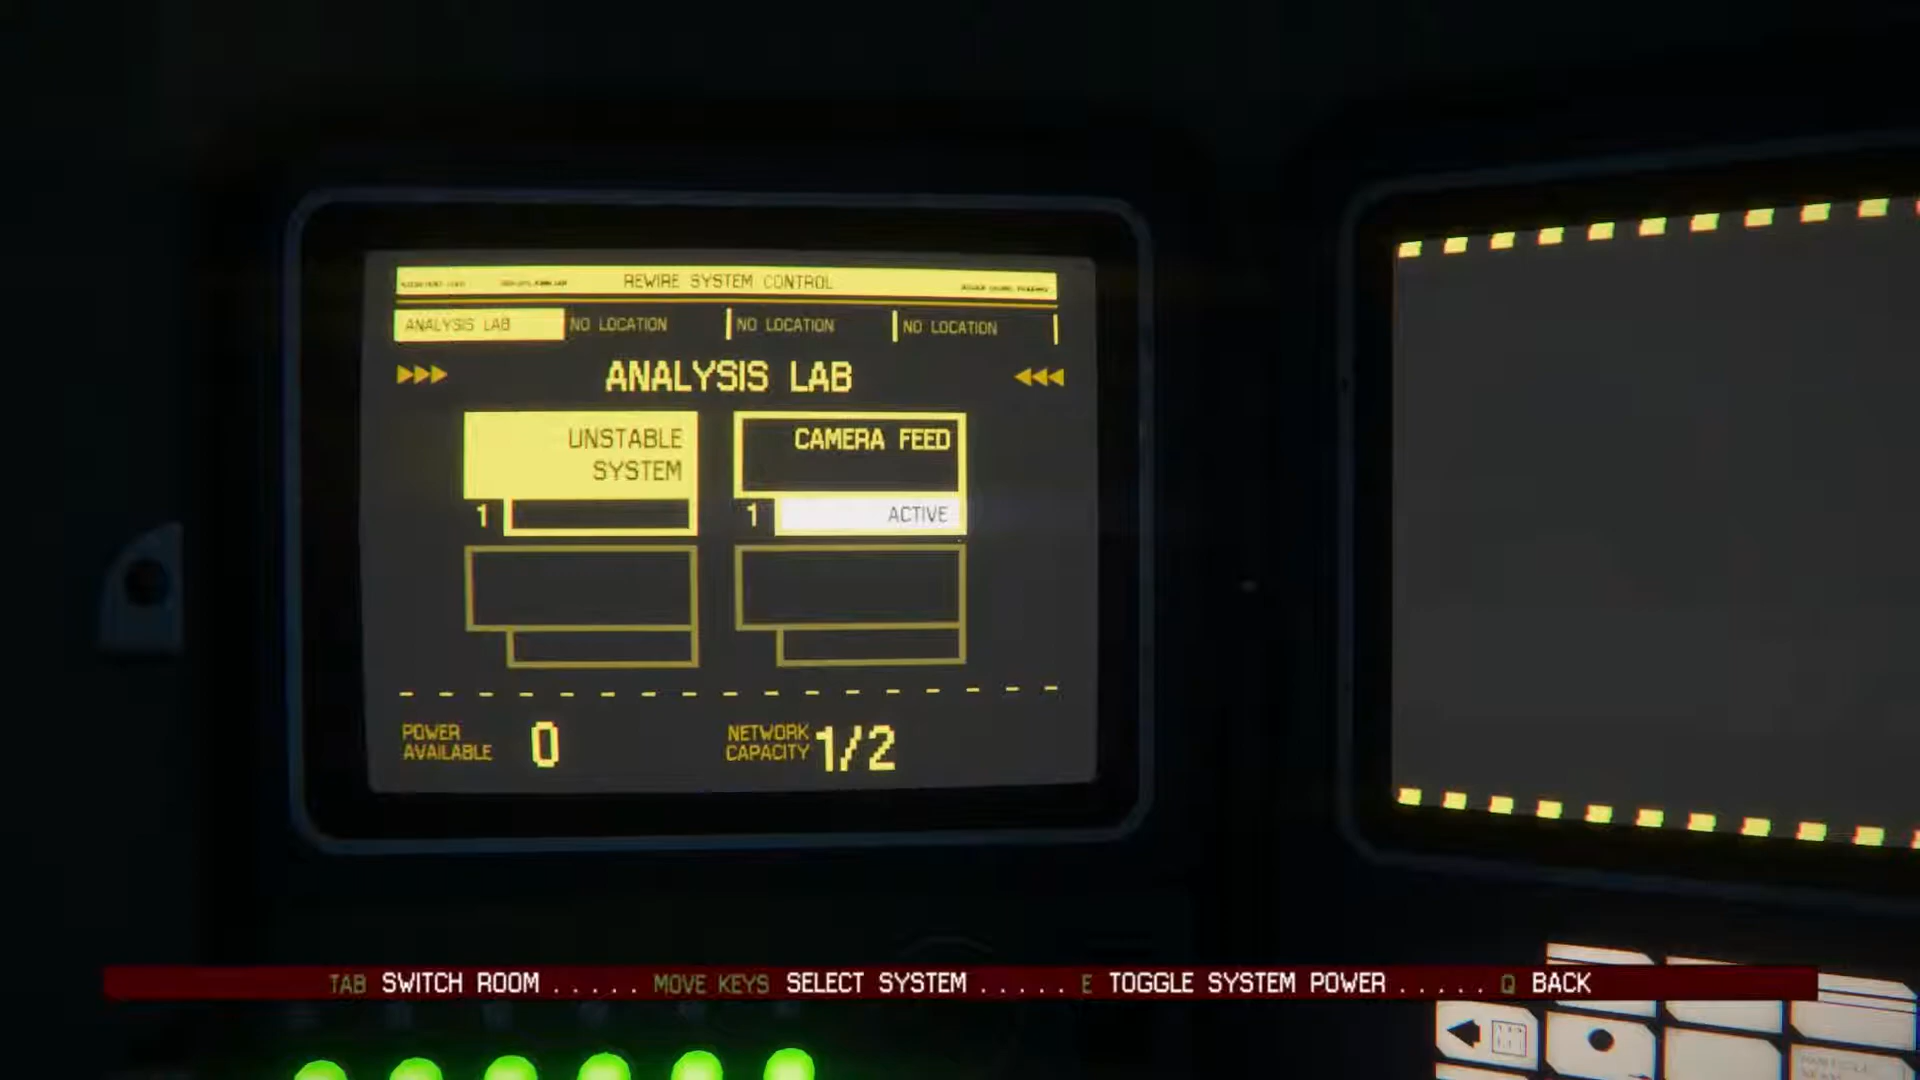 REWIRE SYSTEM CONTROL
ANALYSIS LAB NO LOCATION NO LOCATION NO LOCATION
ANALYSIS LAB
UNSTABLE SYSTEM
1
CAMERA FEED
1 ACTIVE
POWER AVAILABLE 0
NETWORK CAPACITY 1/2
TAB SWITCH ROOM ..... MOVE KEYS SELECT SYSTEM ..... E TOGGLE SYSTEM POWER ..... Q BACK